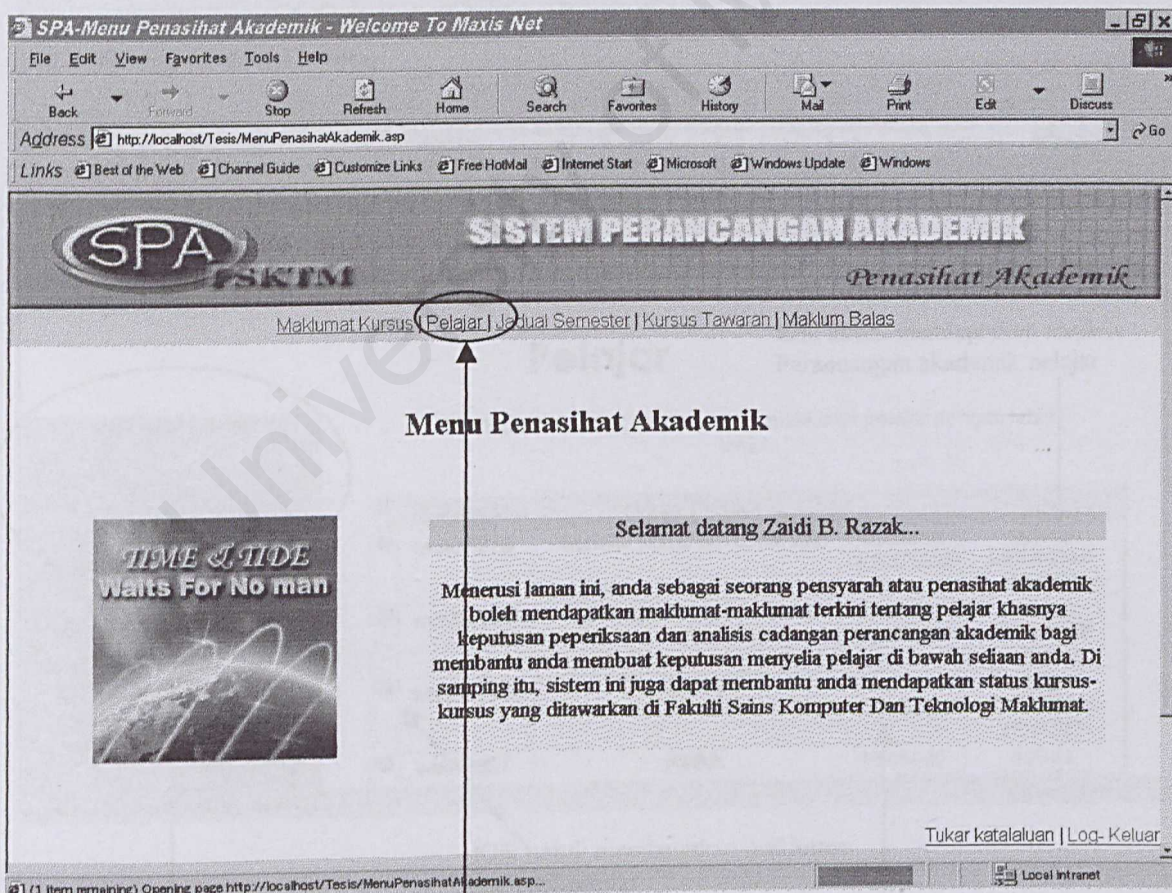 SPA-Menu Penasihat Akademik - Welcome To Maxis Net
File Edit View Favorites Tools Help
Back Forward Stop Refresh Home Search Favorites History Mail Print Edit Discuss
Address http://localhost/Tesis/MenuPenasihatAkademik.asp Go
Links Best of the Web Channel Guide Customize Links Free HotMail Internet Start Microsoft Windows Update Windows
SPA
FSKTM
SISTEM PERANCANGAN AKADEMIK
Penasihat Akademik
Maklumat Kursus | Pelajar | Jadual Semester | Kursus Tawaran | Maklum Balas
Menu Penasihat Akademik
TIME & TIDE
Waits For No man
Selamat datang Zaidi B. Razak...
Menerusi laman ini, anda sebagai seorang pensyarah atau penasihat akademik
boleh mendapatkan maklumat-maklumat terkini tentang pelajar khasnya
keputusan peperiksaan dan analisis cadangan perancangan akademik bagi
membantu anda membuat keputusan menyelia pelajar di bawah seliaan anda. Di
samping itu, sistem ini juga dapat membantu anda mendapatkan status kursus-
kursus yang ditawarkan di Fakulti Sains Komputer Dan Teknologi Maklumat.
Tukar katalaluan | Log- Keluar
(1 item remaining) Opening page http://localhost/Tesis/MenuPenasihatAkademik.asp...
Local intranet